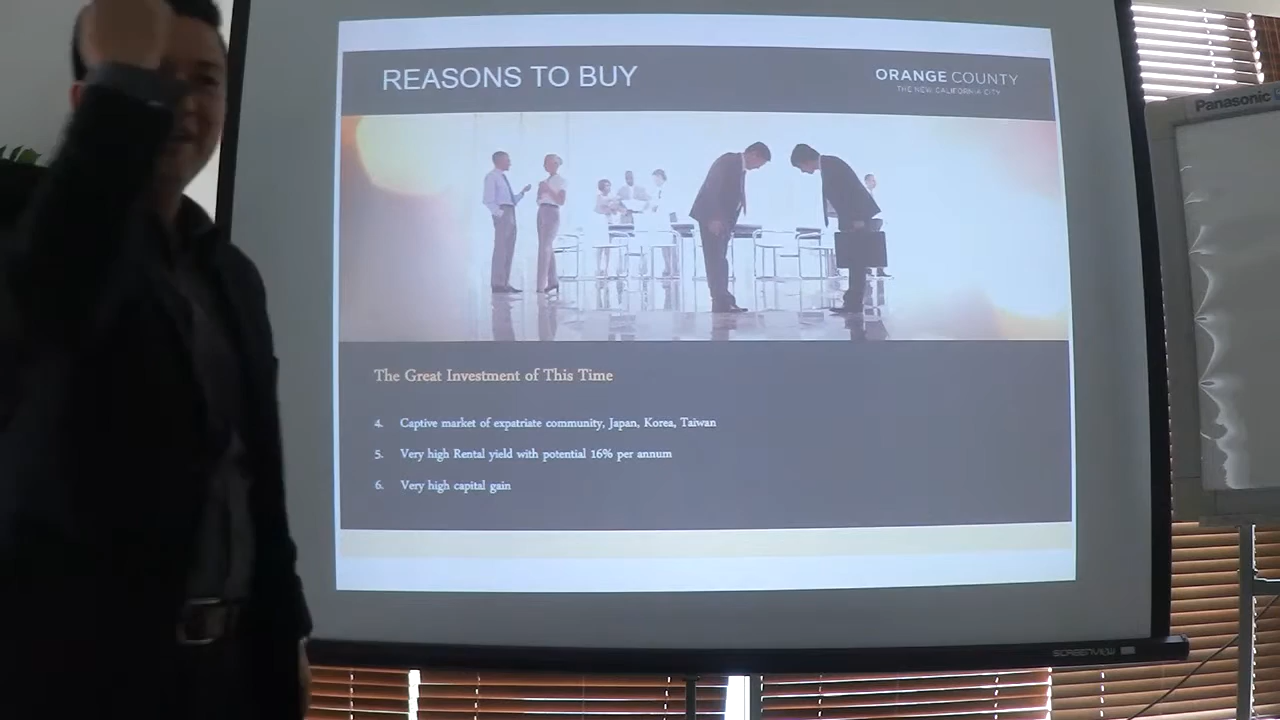 REASONS TO BUY
ORANGE COUNTY
THE NEW CALIFORNIA CITY
Panasonic
The Great Investment of This Time
4. Captive market of expatriate community, Japan, Korea, Taiwan
5. Very high Rental yield with potential 16% per annum
6. Very high capital gain
SCREENVIEW